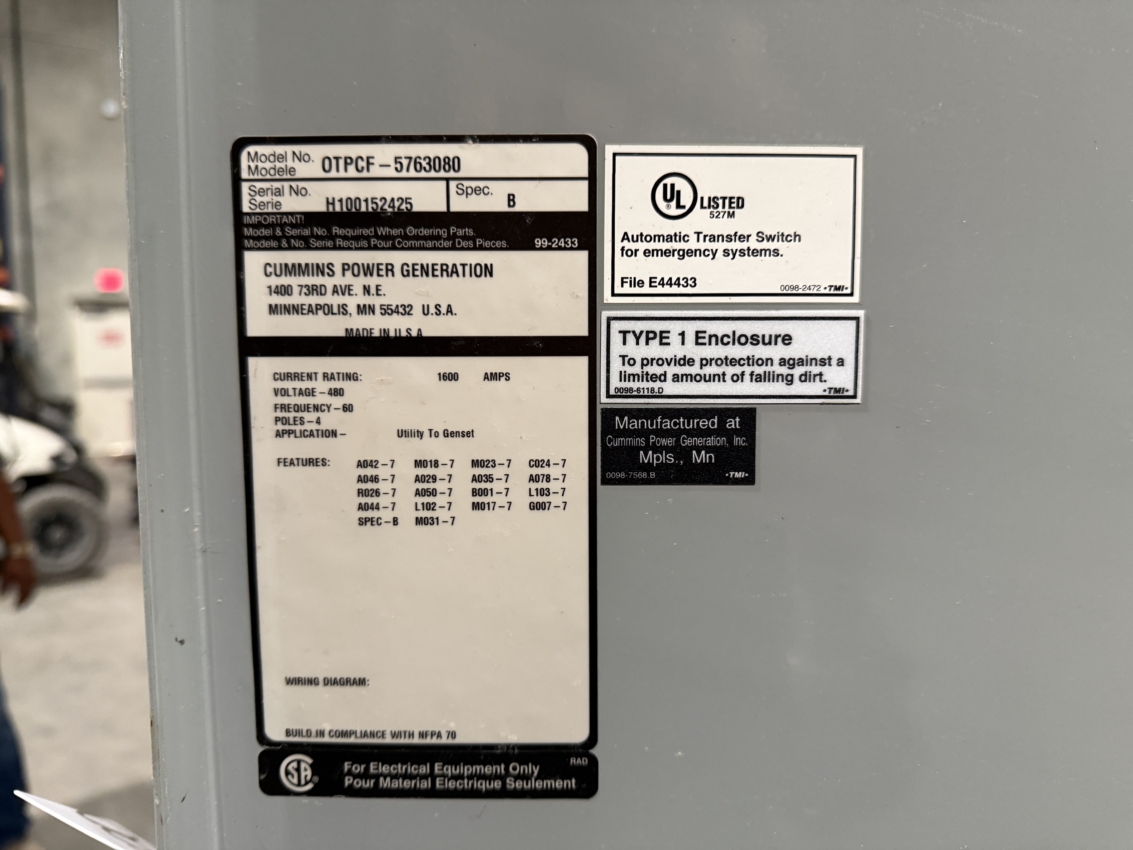 Model No.
Modele
OTPCF-5763080
Serial No.
Serie
H100152425
Spec.
B
IMPORTANT!
Model & Serial No. Required When Ordering Parts.
Modele & No. Serie Requis Pour Commander Des Pieces. 99-2433
CUMMINS POWER GENERATION
1400 73RD AVE. N.E.
MINNEAPOLIS, MN 55432 U.S.A.
MADE IN U.S.A
CURRENT RATING: 1600 AMPS
VOLTAGE-480
FREQUENCY-60
POLES-4
APPLICATION- Utility To Genset
FEATURES: A042-7 M018-7 M023-7 C024-7
A046-7 A029-7 A035-7 A078-7
R026-7 A050-7 B001-7 L103-7
A044-7 L102-7 M017-7 G007-7
SPEC-B M031-7
WIRING DIAGRAM:
BUILD.IN COMPLIANCE WITH NFPA 70
SA
RAD
For Electrical Equipment Only
Pour Material Electrique Seulement
UL
®
LISTED
527M
Automatic Transfer Switch
for emergency systems.
File E44433
0098-2472 •TMI•
TYPE 1 Enclosure
To provide protection against a
limited amount of falling dirt.
0098-6118.D •TMI•
Manufactured at
Cummins Power Generation, Inc.
Mpls., Mn
0098-7568.B •TMI•